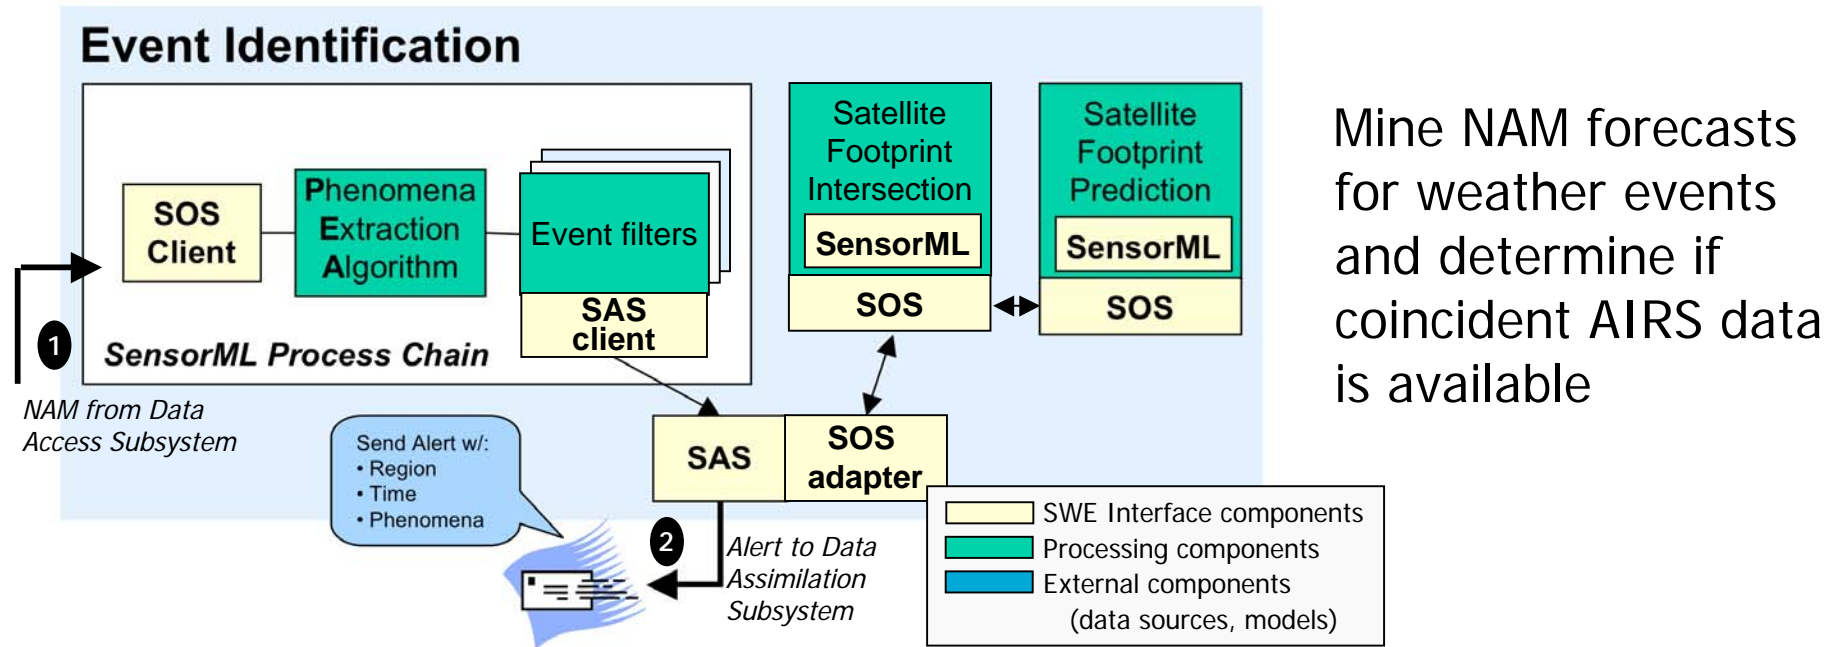 Event Identification
SOS
Client
Phenomena
Extraction
Algorithm
Event filters
SAS
client
SensorML Process Chain
Satellite
Footprint
Intersection
SensorML
SOS
Satellite
Footprint
Prediction
SensorML
SOS
1
NAM from Data
Access Subsystem
Send Alert w/:
• Region
• Time
• Phenomena
SAS
SOS
adapter
2
Alert to Data
Assimilation
Subsystem
SWE Interface components
Processing components
External components
(data sources, models)
Mine NAM forecasts
for weather events
and determine if
coincident AIRS data
is available